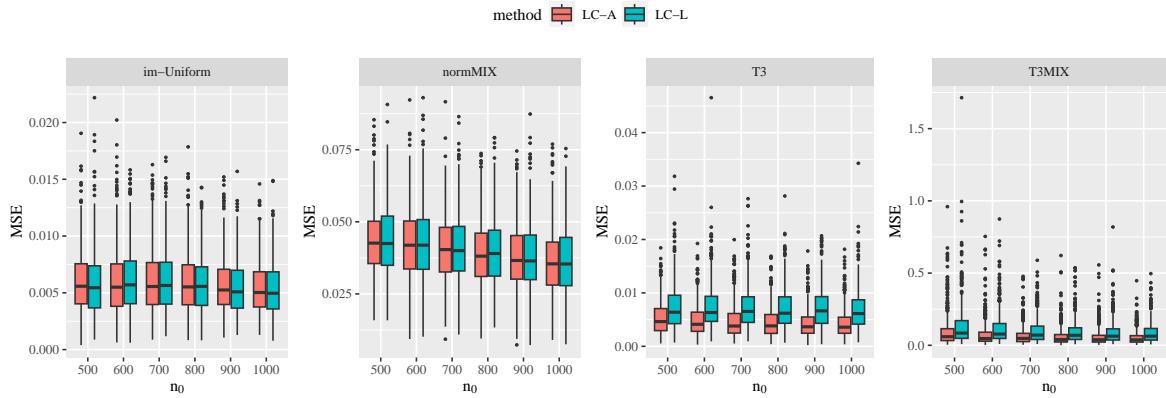 method LC−A LC−L
im−Uniform
MSE
0.020
0.015
0.010
0.005
0.000
500 600 700 800 900 1000
n0
normMIX
MSE
0.075
0.050
0.025
500 600 700 800 900 1000
n0
T3
MSE
0.04
0.03
0.02
0.01
0.00
500 600 700 800 900 1000
n0
T3MIX
MSE
1.5
1.0
0.5
0.0
500 600 700 800 900 1000
n0